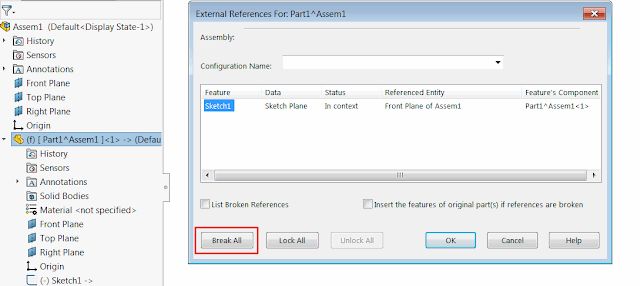 Assem1 (Default<Display State-1>)
History
Sensors
Annotations
Front Plane
Top Plane
Right Plane
Origin
(f) [ Part1^Assem1 ]<1> -> (Defau
History
Sensors
Annotations
Solid Bodies
Material <not specified>
Front Plane
Top Plane
Right Plane
Origin
(-) Sketch1 ->
External References For: Part1^Assem1
Assembly:
Configuration Name:
Feature Data Status Referenced Entity Feature's Component
Sketch1 Sketch Plane In context Front Plane of Assem1 Part1^Assem1<1>
List Broken References Insert the features of original part(s) if references are broken
Break All Lock All Unlock All OK Cancel Help